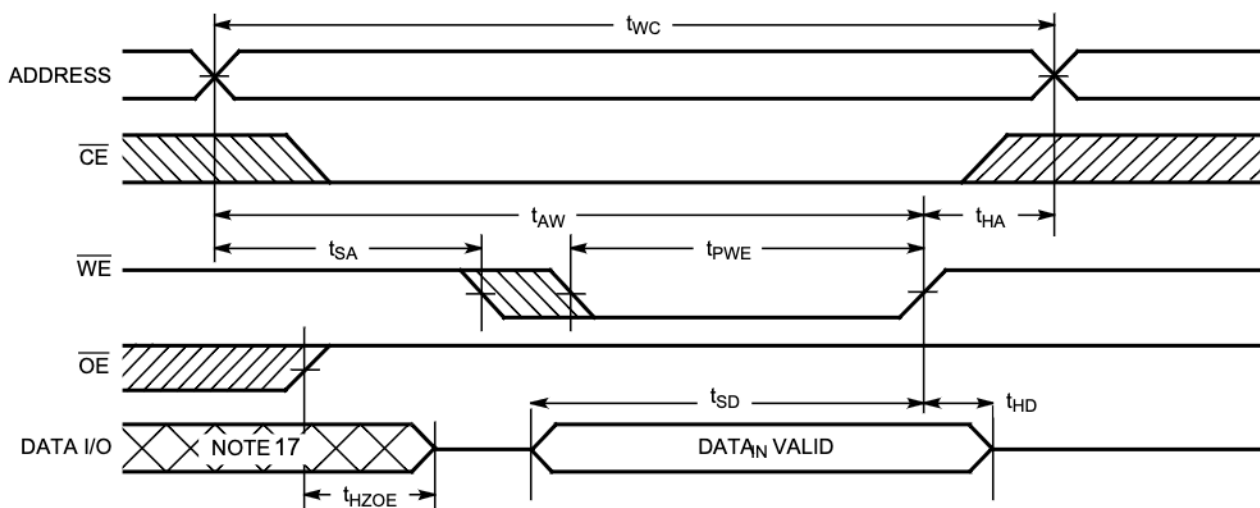 tWC
ADDRESS
CE
tAW
tHA
tSA
tPWE
WE
OE
tSD
tHD
DATA I/O
NOTE 17
DATAIN VALID
tHZOE